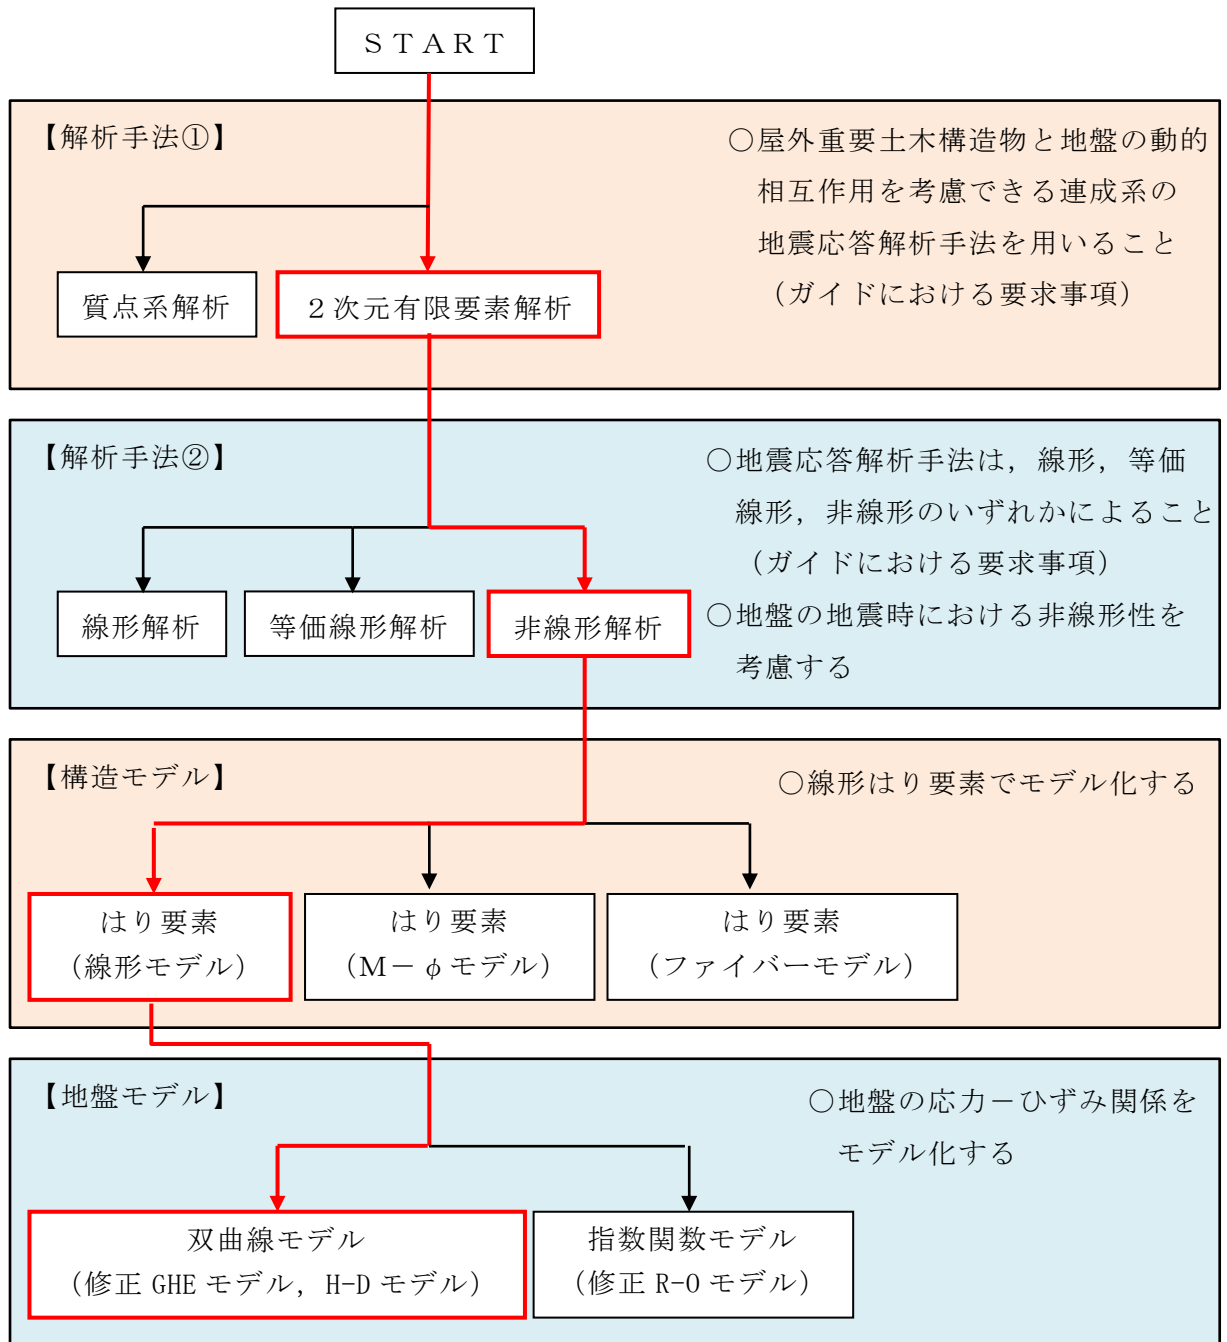 ＳＴＡＲＴ
【解析手法①】
○屋外重要土木構造物と地盤の動的
相互作用を考慮できる連成系の
地震応答解析手法を用いること
（ガイドにおける要求事項）
質点系解析
２次元有限要素解析
【解析手法②】
○地震応答解析手法は，線形，等価
線形，非線形のいずれかによること
（ガイドにおける要求事項）
○地盤の地震時における非線形性を
考慮する
線形解析
等価線形解析
非線形解析
【構造モデル】
○線形はり要素でモデル化する
はり要素
（線形モデル）
はり要素
（Ｍ－φモデル）
はり要素
（ファイバーモデル）
【地盤モデル】
○地盤の応力－ひずみ関係を
モデル化する
双曲線モデル
（修正 GHE モデル，H-D モデル）
指数関数モデル
（修正 R-O モデル）